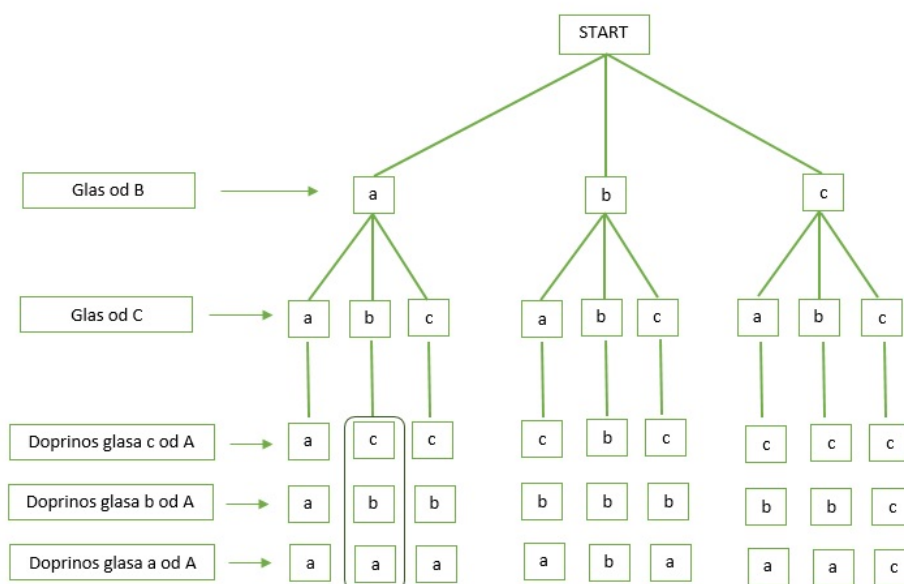 START
Glas od B a b c
Glas od C a b c a b c a b c
Doprinos glasa c od A a c c c b c c c c
Doprinos glasa b od A a b b b b b b b c
Doprinos glasa a od A a a a a b a a a c